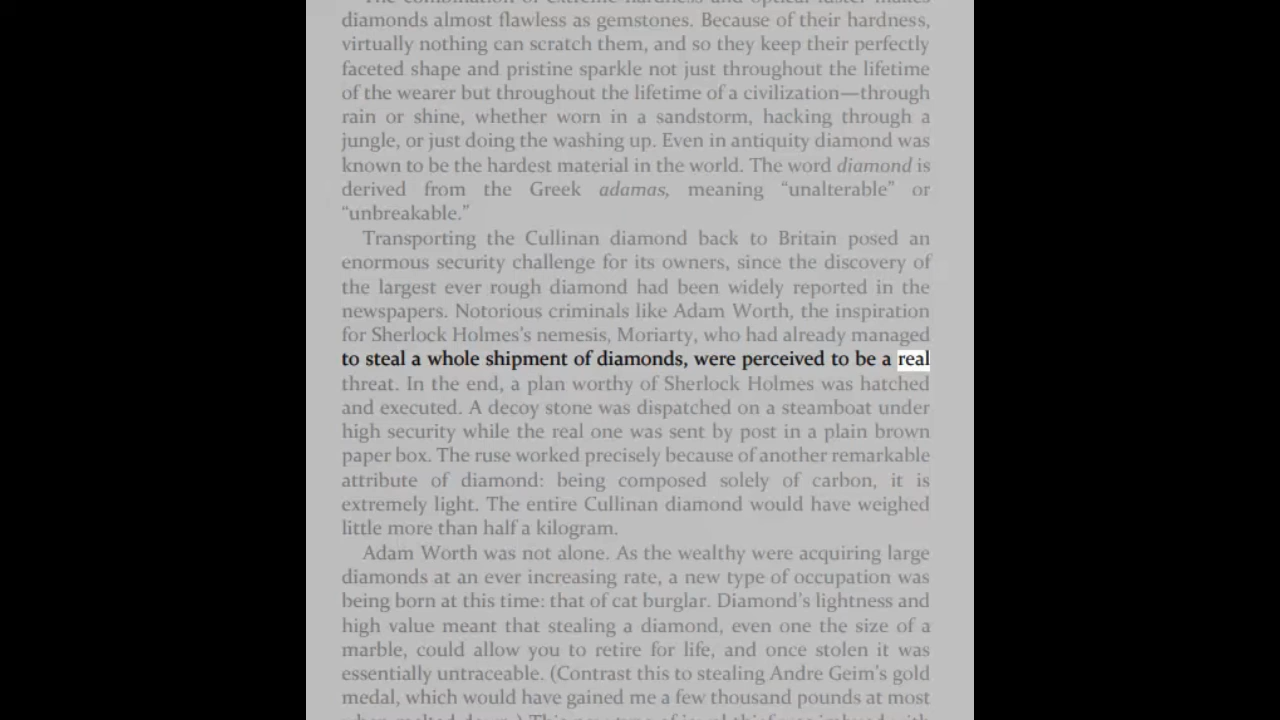 The combination of extreme hardness and optical luster makes
diamonds almost flawless as gemstones. Because of their hardness,
virtually nothing can scratch them, and so they keep their perfectly
faceted shape and pristine sparkle not just throughout the lifetime
of the wearer but throughout the lifetime of a civilization—through
rain or shine, whether worn in a sandstorm, hacking through a
jungle, or just doing the washing up. Even in antiquity diamond was
known to be the hardest material in the world. The word diamond is
derived from the Greek adamas, meaning “unalterable” or
“unbreakable.”
Transporting the Cullinan diamond back to Britain posed an
enormous security challenge for its owners, since the discovery of
the largest ever rough diamond had been widely reported in the
newspapers. Notorious criminals like Adam Worth, the inspiration
for Sherlock Holmes’s nemesis, Moriarty, who had already managed
to steal a whole shipment of diamonds, were perceived to be a real
threat. In the end, a plan worthy of Sherlock Holmes was hatched
and executed. A decoy stone was dispatched on a steamboat under
high security while the real one was sent by post in a plain brown
paper box. The ruse worked precisely because of another remarkable
attribute of diamond: being composed solely of carbon, it is
extremely light. The entire Cullinan diamond would have weighed
little more than half a kilogram.
Adam Worth was not alone. As the wealthy were acquiring large
diamonds at an ever increasing rate, a new type of occupation was
being born at this time: that of cat burglar. Diamond’s lightness and
high value meant that stealing a diamond, even one the size of a
marble, could allow you to retire for life, and once stolen it was
essentially untraceable. (Contrast this to stealing Andre Geim’s gold
medal, which would have gained me a few thousand pounds at most